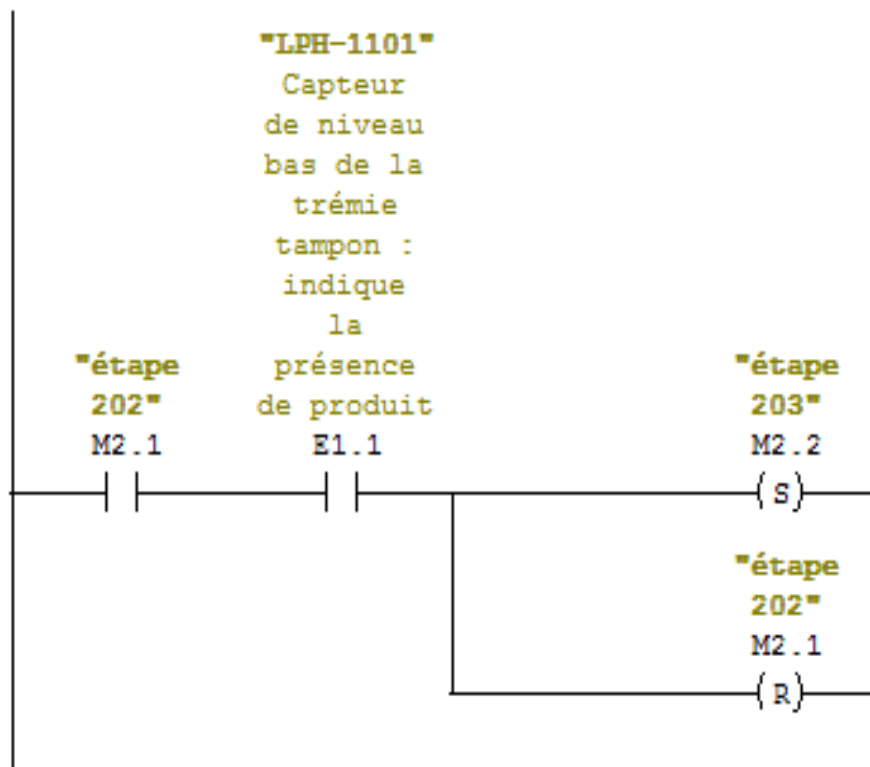 "LPH-1101"
Capteur
de niveau
bas de la
trémie
tampon :
indique
la
présence
de produit
E1.1
"étape
202"
M2.1
"étape
203"
M2.2
S
"étape
202"
M2.1
R